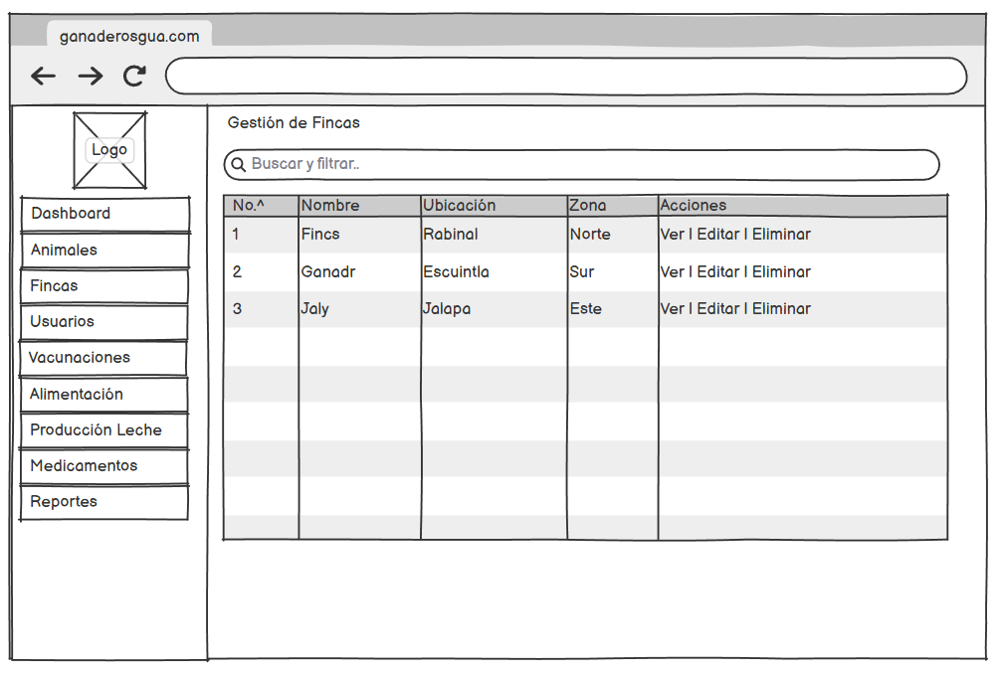 ganaderosgua.com
Logo
Dashboard
Animales
Fincas
Usuarios
Vacunaciones
Alimentación
Producción Leche
Medicamentos
Reportes
Gestión de Fincas
Buscar y filtrar..
No.^ Nombre Ubicación Zona Acciones
1 Fincs Rabinal Norte Ver | Editar | Eliminar
2 Ganadr Escuintla Sur Ver | Editar | Eliminar
3 Jaly Jalapa Este Ver | Editar | Eliminar